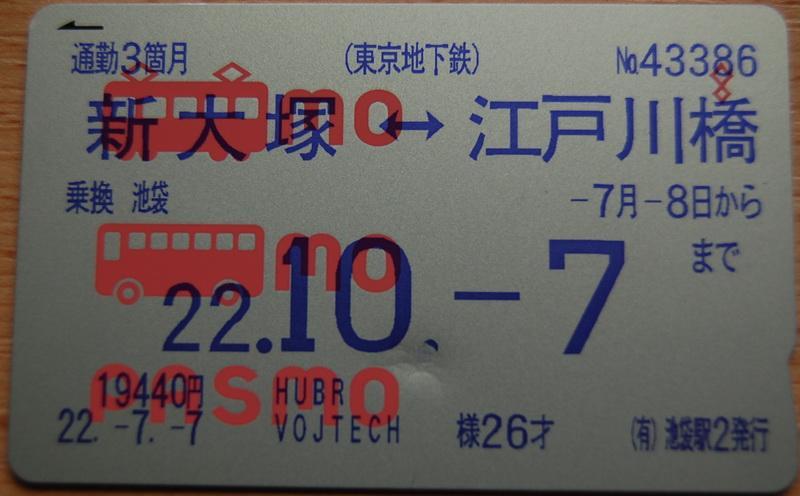 通勤3箇月 (東京地下鉄) №43386
新大塚 ↔ 江戸川橋
乗換 池袋 -7月-8日から
22.10.-7 まで
19440円 HUBR
22.-7.-7 VOJTECH 様26才 (有)池袋駅2発行
mo
mo
pasmo